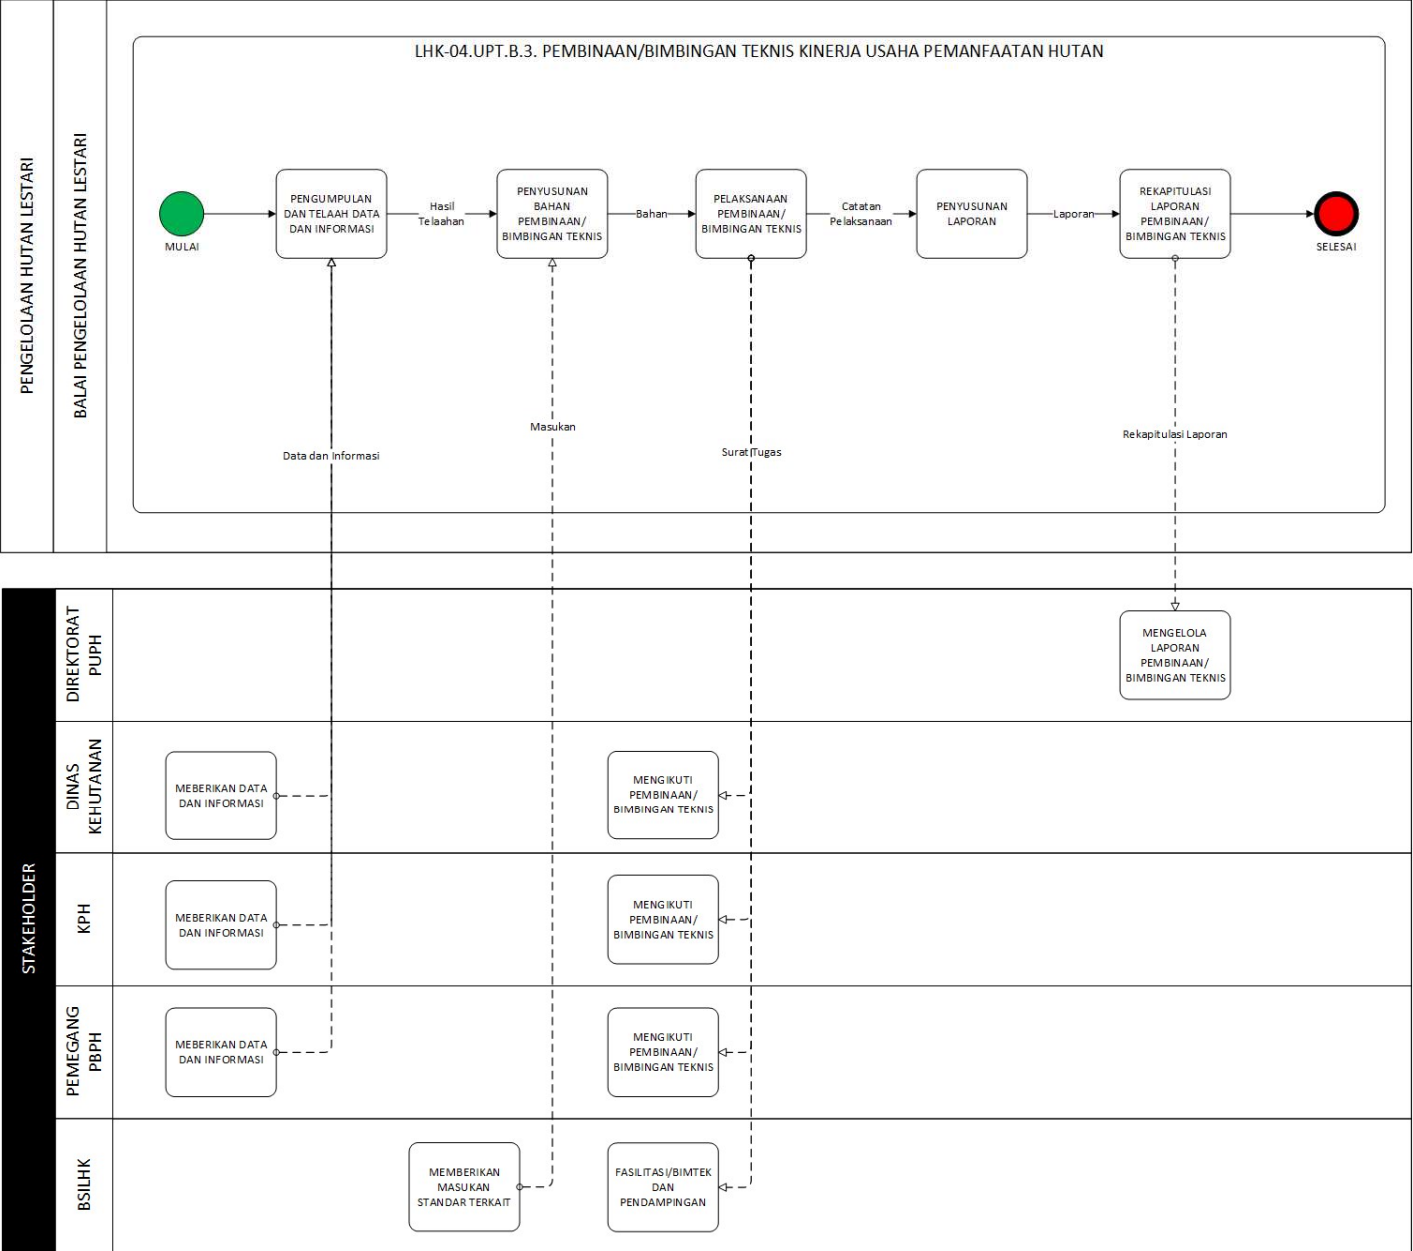 PENGELOLAAN HUTAN LESTARI
BALAI PENGELOLAAN HUTAN LESTARI
LHK-04.UPT.B.3. PEMBINAAN/BIMBINGAN TEKNIS KINERJA USAHA PEMANFAATAN HUTAN
MULAI
PENGUMPULAN
DAN TELAAH DATA
DAN INFORMASI
Hasil
Telaahan
PENYUSUNAN
BAHAN
PEMBINAAN/
BIMBINGAN TEKNIS
Bahan
PELAKSANAAN
PEMBINAAN/
BIMBINGAN TEKNIS
Catatan
Pelaksanaan
PENYUSUNAN
LAPORAN
Laporan
REKAPITULASI
LAPORAN
PEMBINAAN/
BIMBINGAN TEKNIS
SELESAI
Data dan Informasi
Masukan
Surat Tugas
Rekapitulasi Laporan
STAKEHOLDER
DIREKTORAT
PUPH
MENGELOLA
LAPORAN
PEMBINAAN/
BIMBINGAN TEKNIS
DINAS
KEHUTANAN
MEBERIKAN DATA
DAN INFORMASI
MENGIKUTI
PEMBINAAN/
BIMBINGAN TEKNIS
KPH
MEBERIKAN DATA
DAN INFORMASI
MENGIKUTI
PEMBINAAN/
BIMBINGAN TEKNIS
PEMEGANG
PBPH
MEBERIKAN DATA
DAN INFORMASI
MENGIKUTI
PEMBINAAN/
BIMBINGAN TEKNIS
BSILHK
MEMBERIKAN
MASUKAN
STANDAR TERKAIT
FASILITASI/BIMTEK
DAN
PENDAMPINGAN